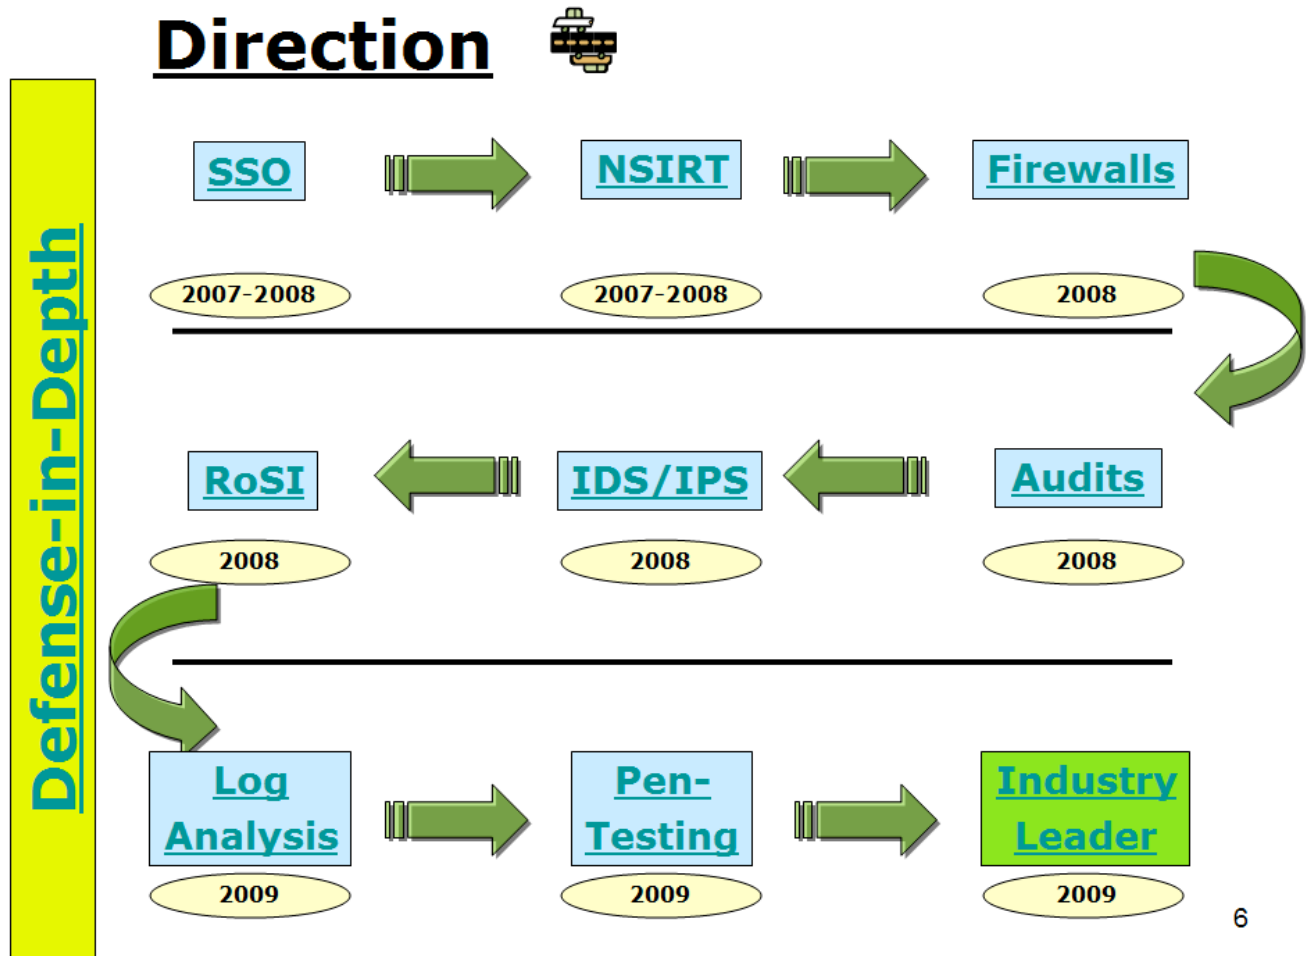 Direction
Defense-in-Depth
SSO
NSIRT
Firewalls
2007-2008
2007-2008
2008
RoSI
IDS/IPS
Audits
2008
2008
2008
Log
Analysis
Pen-
Testing
Industry
Leader
2009
2009
2009
6